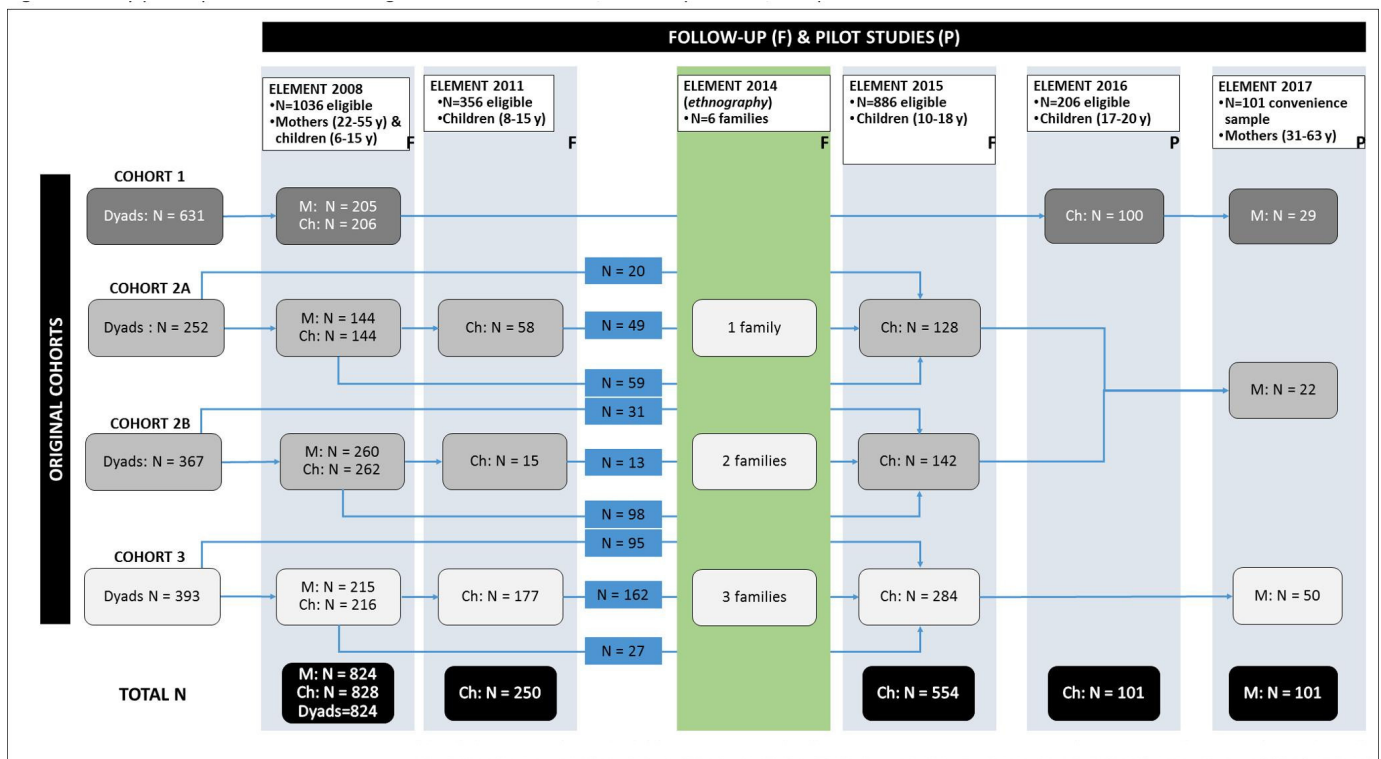 FOLLOW-UP (F) & PILOT STUDIES (P)
ELEMENT 2008
•N=1036 eligible
•Mothers (22-55 y) &
children (6-15 y)
F
ELEMENT 2011
•N=356 eligible
•Children (8-15 y)
F
ELEMENT 2014
(ethnography)
•N=6 families
F
ELEMENT 2015
•N=886 eligible
•Children (10-18 y)
F
ELEMENT 2016
•N=206 eligible
•Children (17-20 y)
P
ELEMENT 2017
•N=101 convenience
sample
•Mothers (31-63 y)
P
ORIGINAL COHORTS
COHORT 1
Dyads: N = 631
M: N = 205
Ch: N = 206
Ch: N = 100
M: N = 29
N = 20
COHORT 2A
Dyads : N = 252
M: N = 144
Ch: N = 144
Ch: N = 58
N = 49
1 family
Ch: N = 128
N = 59
M: N = 22
N = 31
COHORT 2B
Dyads: N = 367
M: N = 260
Ch: N = 262
Ch: N = 15
N = 13
2 families
Ch: N = 142
N = 98
N = 95
COHORT 3
Dyads N = 393
M: N = 215
Ch: N = 216
Ch: N = 177
N = 162
3 families
Ch: N = 284
M: N = 50
N = 27
TOTAL N
M: N = 824
Ch: N = 828
Dyads=824
Ch: N = 250
Ch: N = 554
Ch: N = 101
M: N = 101